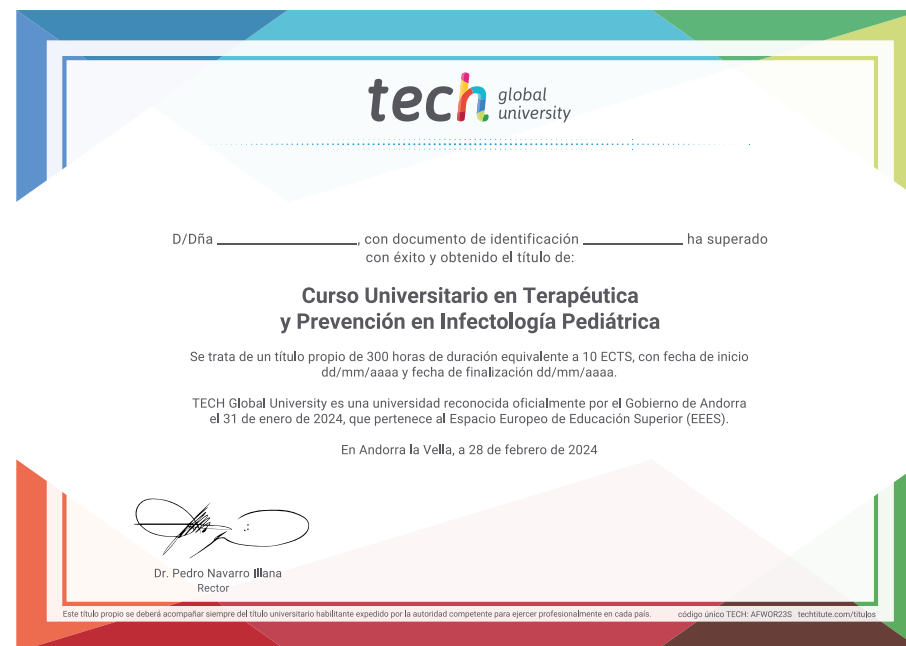 tech global university
D/Dña ____________________, con documento de identificación ______________ ha superado
con éxito y obtenido el título de:
Curso Universitario en Terapéutica
y Prevención en Infectología Pediátrica
Se trata de un título propio de 300 horas de duración equivalente a 10 ECTS, con fecha de inicio
dd/mm/aaaa y fecha de finalización dd/mm/aaaa.
TECH Global University es una universidad reconocida oficialmente por el Gobierno de Andorra
el 31 de enero de 2024, que pertenece al Espacio Europeo de Educación Superior (EEES).
En Andorra la Vella, a 28 de febrero de 2024
Dr. Pedro Navarro Illana
Rector
Este título propio se deberá acompañar siempre del título universitario habilitante expedido por la autoridad competente para ejercer profesionalmente en cada país. código único TECH: AFWOR23S techtitute.com/titulos